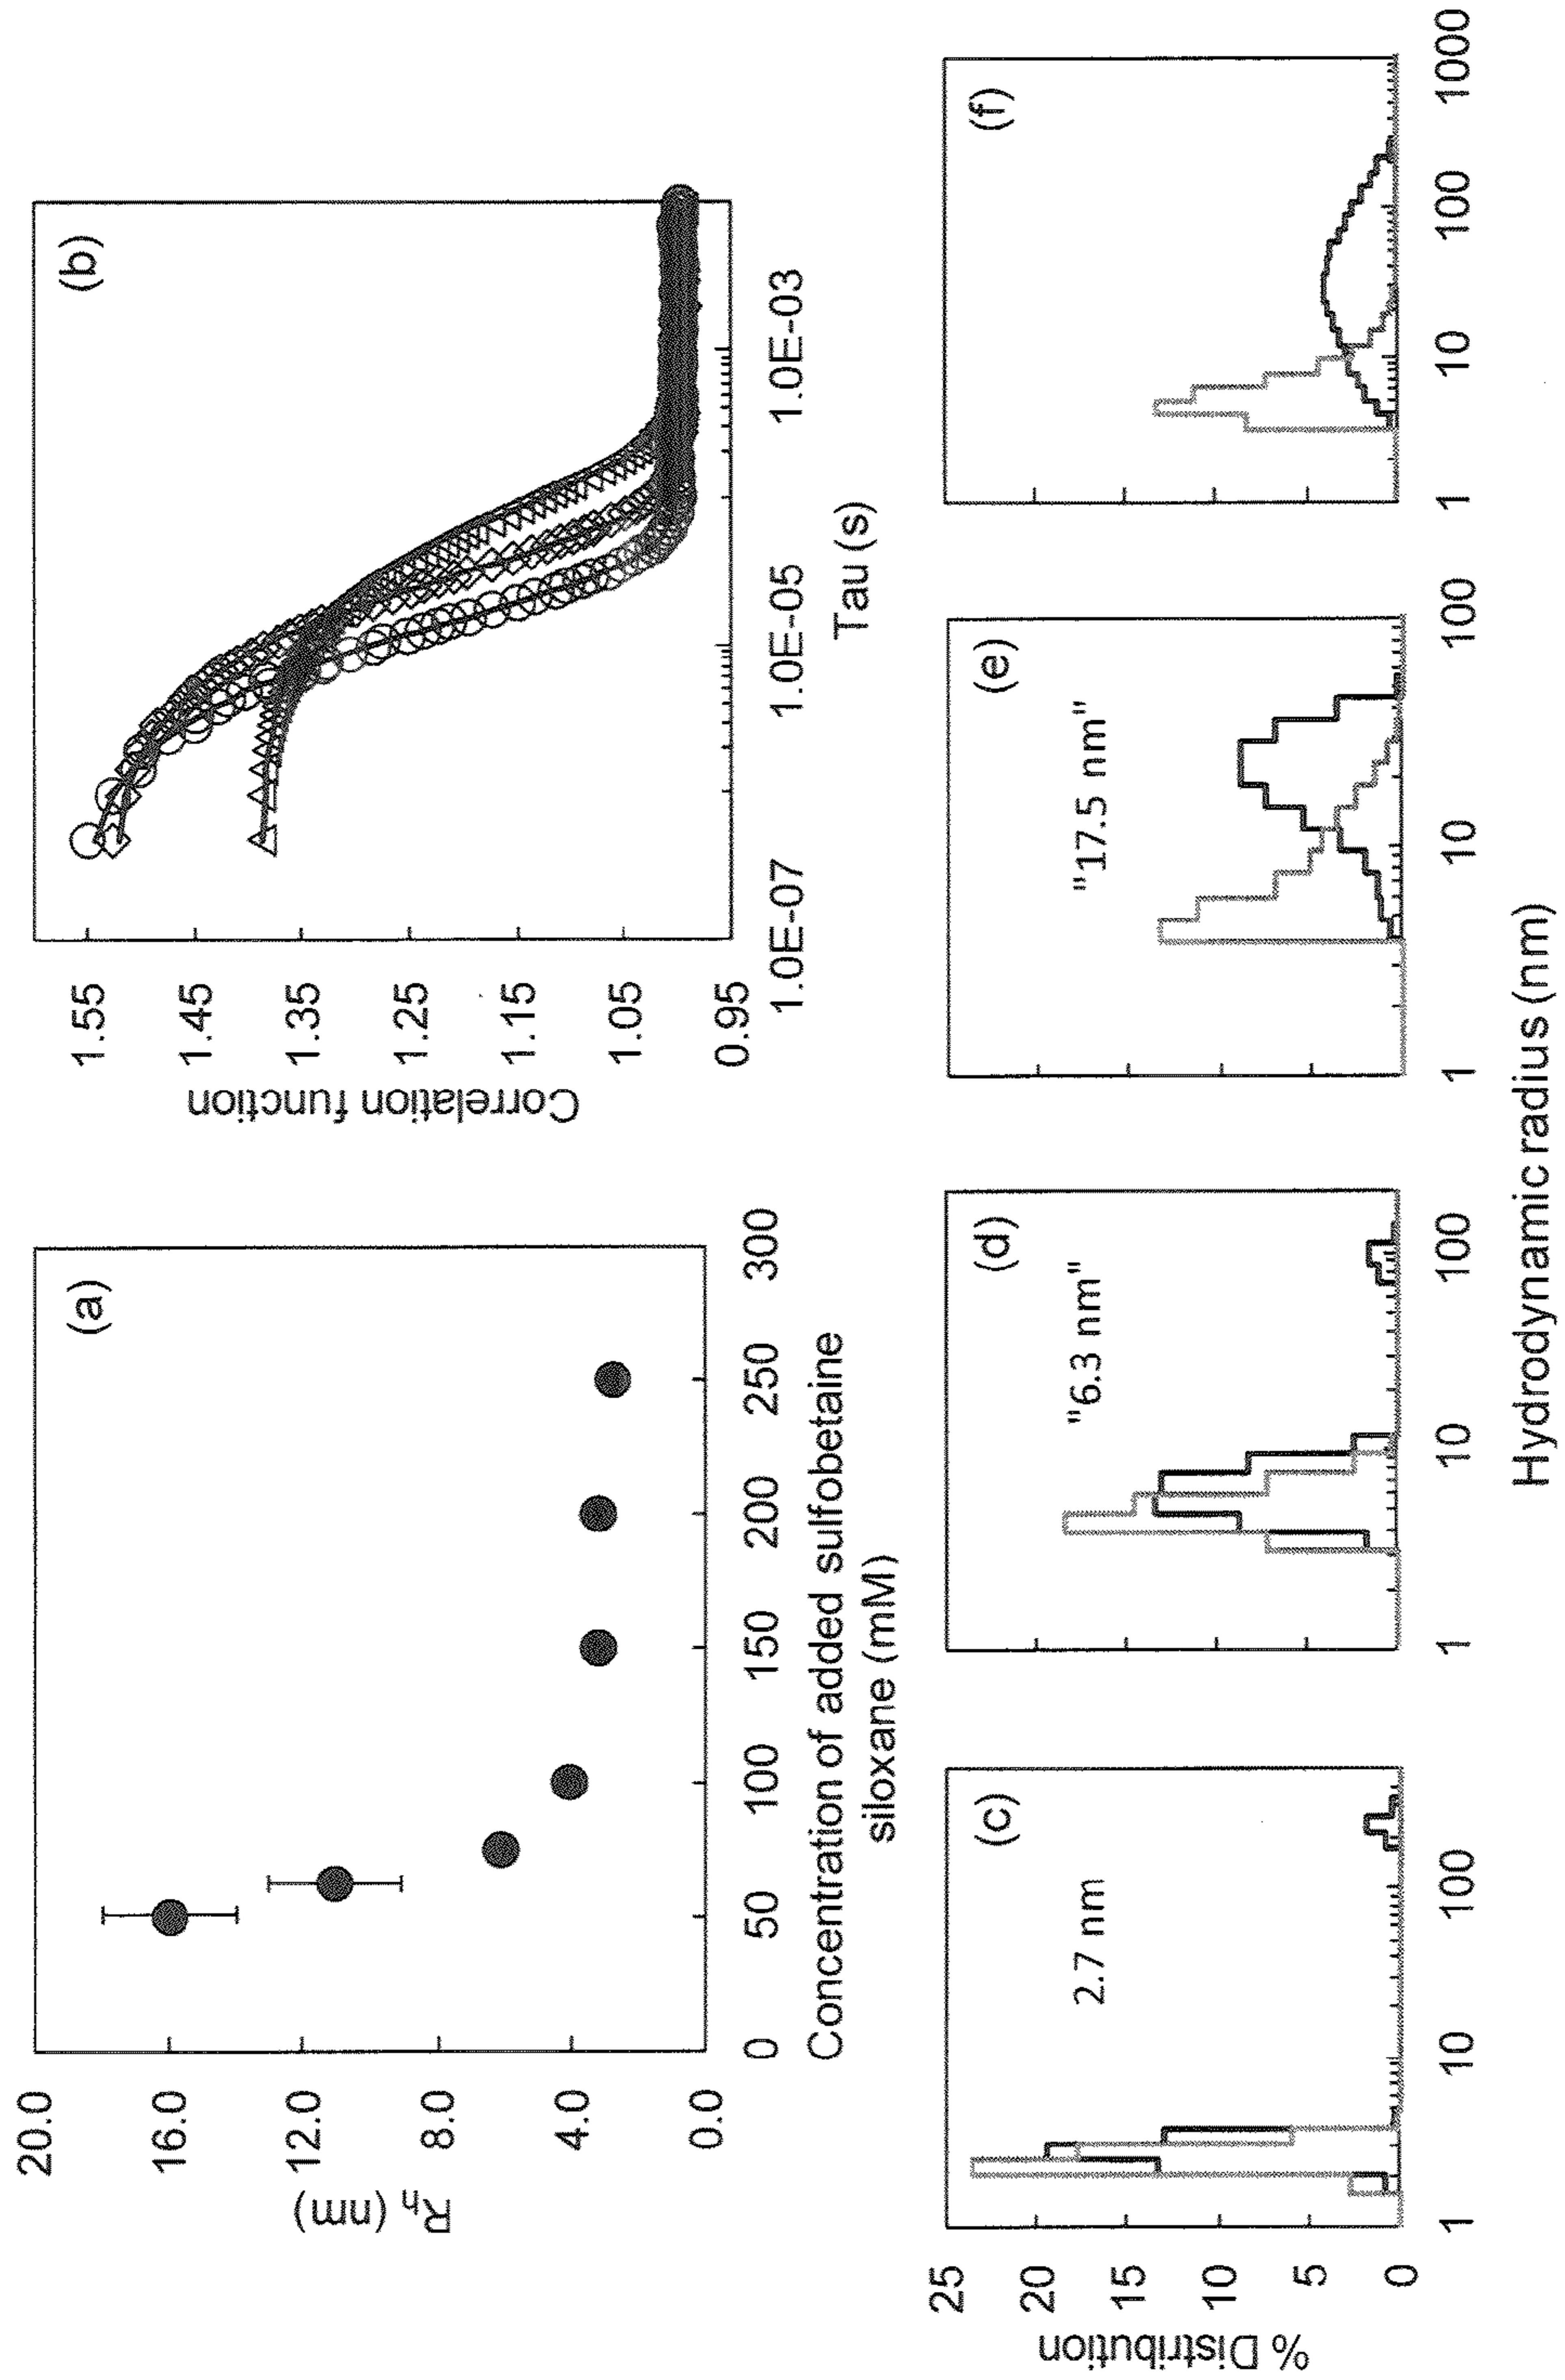 (a)
20.0
16.0
12.0
8.0
4.0
0.0
R_h (nm)
0 50 100 150 200 250 300
Concentration of added sulfobetaine
siloxane (mM)
(b)
1.55
1.45
1.35
1.25
1.15
1.05
0.95
Correlation function
1.0E-07 1.0E-05 1.0E-03
Tau (s)
25
20
15
10
5
0
% Distribution
(c)
2.7 nm
1 10 100
(d)
"6.3 nm"
1 10 100
(e)
"17.5 nm"
1 10 100
(f)
1 10 100 1000
Hydrodynamic radius (nm)